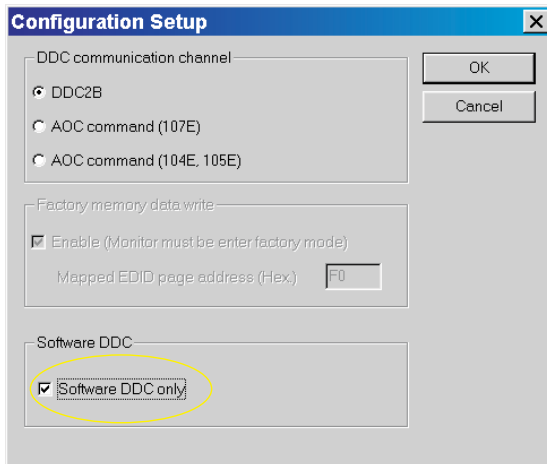 Configuration Setup
DDC communication channel
DDC2B
AOC command (107E)
AOC command (104E, 105E)
OK
Cancel
Factory memory data write
Enable (Monitor must be enter factory mode)
Mapped EDID page address (Hex.)
F0
Software DDC
Software DDC only